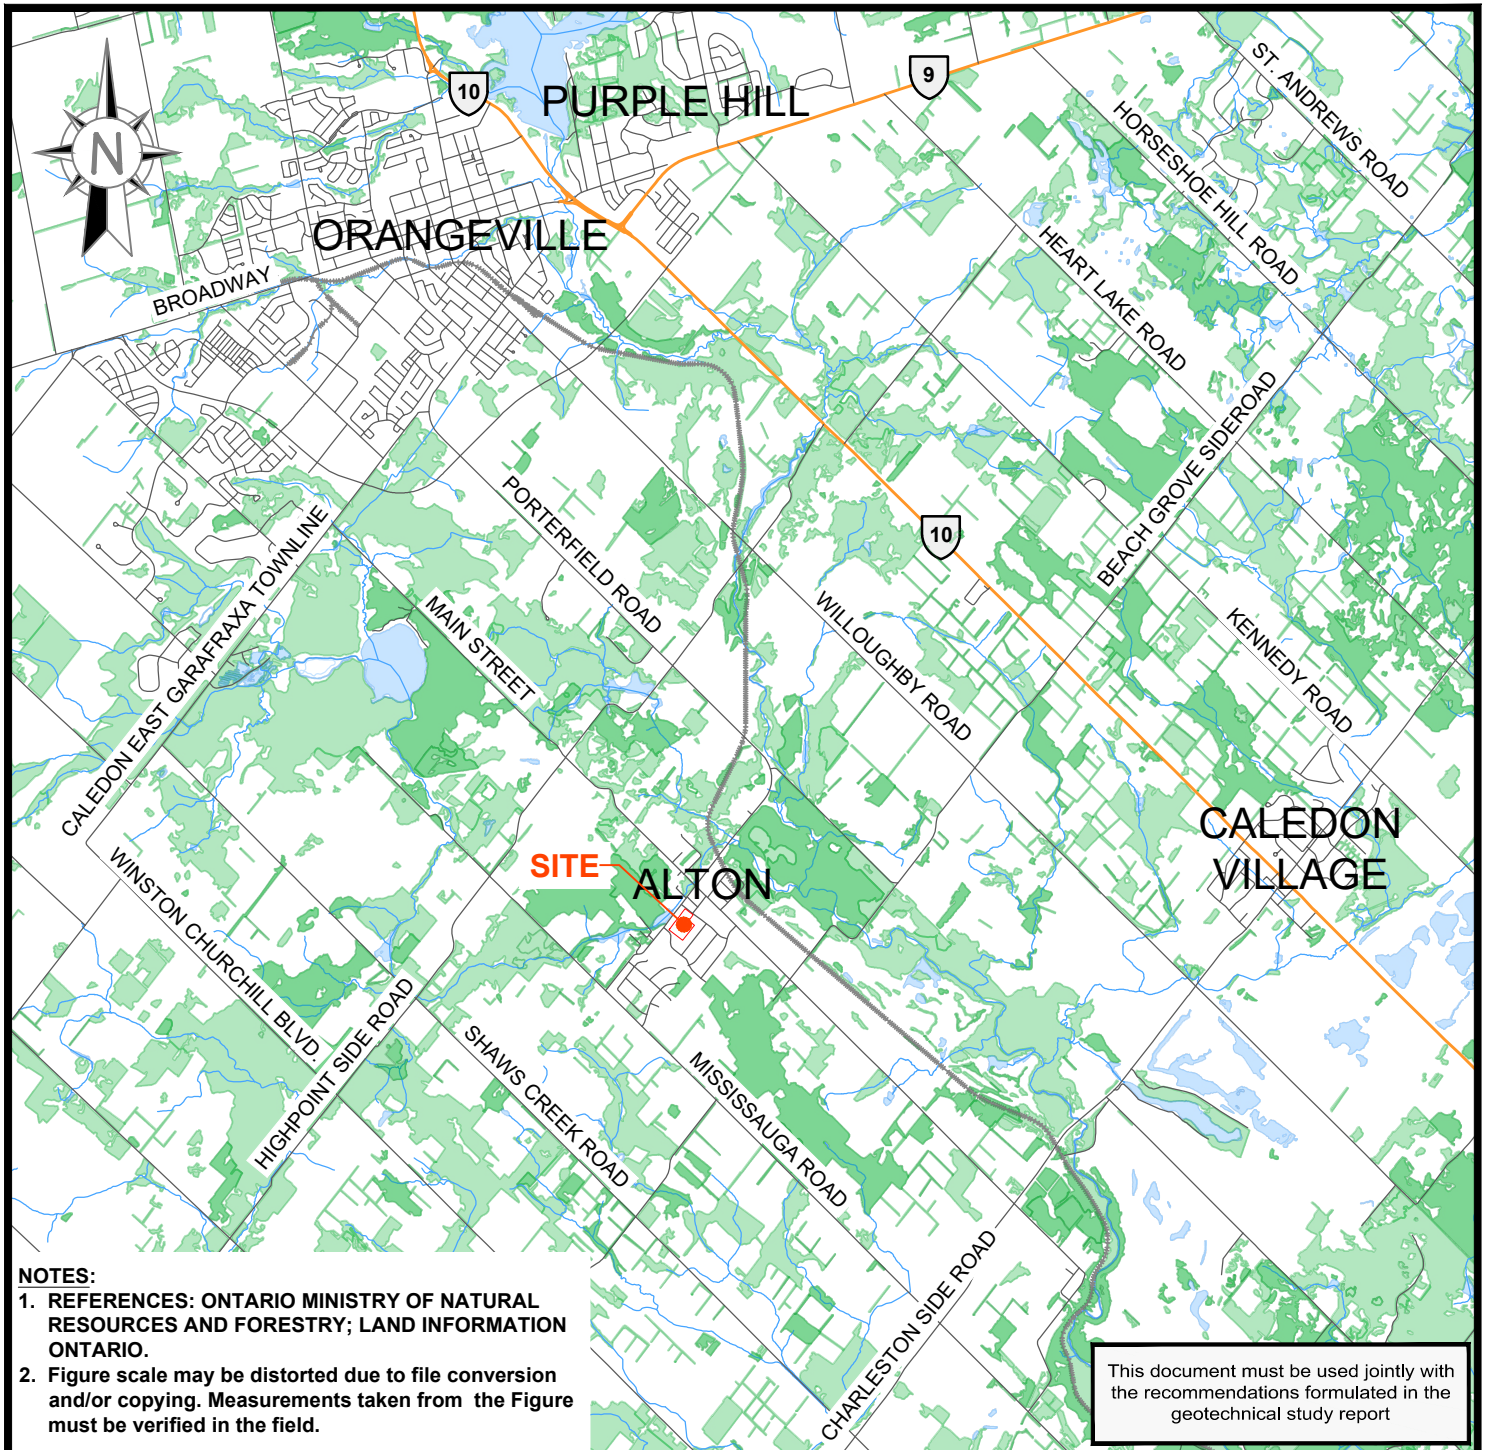 10
PURPLE HILL
9
ST. ANDREWS ROAD
HORSESHOE HILL ROAD
N
ORANGEVILLE
BROADWAY
HEART LAKE ROAD
BEACH GROVE SIDEROAD
PORTERFIELD ROAD
CALEDON EAST GARAFRAXA TOWNLINE
10
MAIN STREET
WILLOUGHBY ROAD
KENNEDY ROAD
CALEDON
VILLAGE
SITE
ALTON
WINSTON CHURCHILL BLVD.
HIGHPOINT SIDE ROAD
SHAWS CREEK ROAD
MISSISSAUGA ROAD
CHARLESTON SIDE ROAD
NOTES:
1. REFERENCES: ONTARIO MINISTRY OF NATURAL
RESOURCES AND FORESTRY; LAND INFORMATION
ONTARIO.
2. Figure scale may be distorted due to file conversion
and/or copying. Measurements taken from the Figure
must be verified in the field.
This document must be used jointly with
the recommendations formulated in the
geotechnical study report